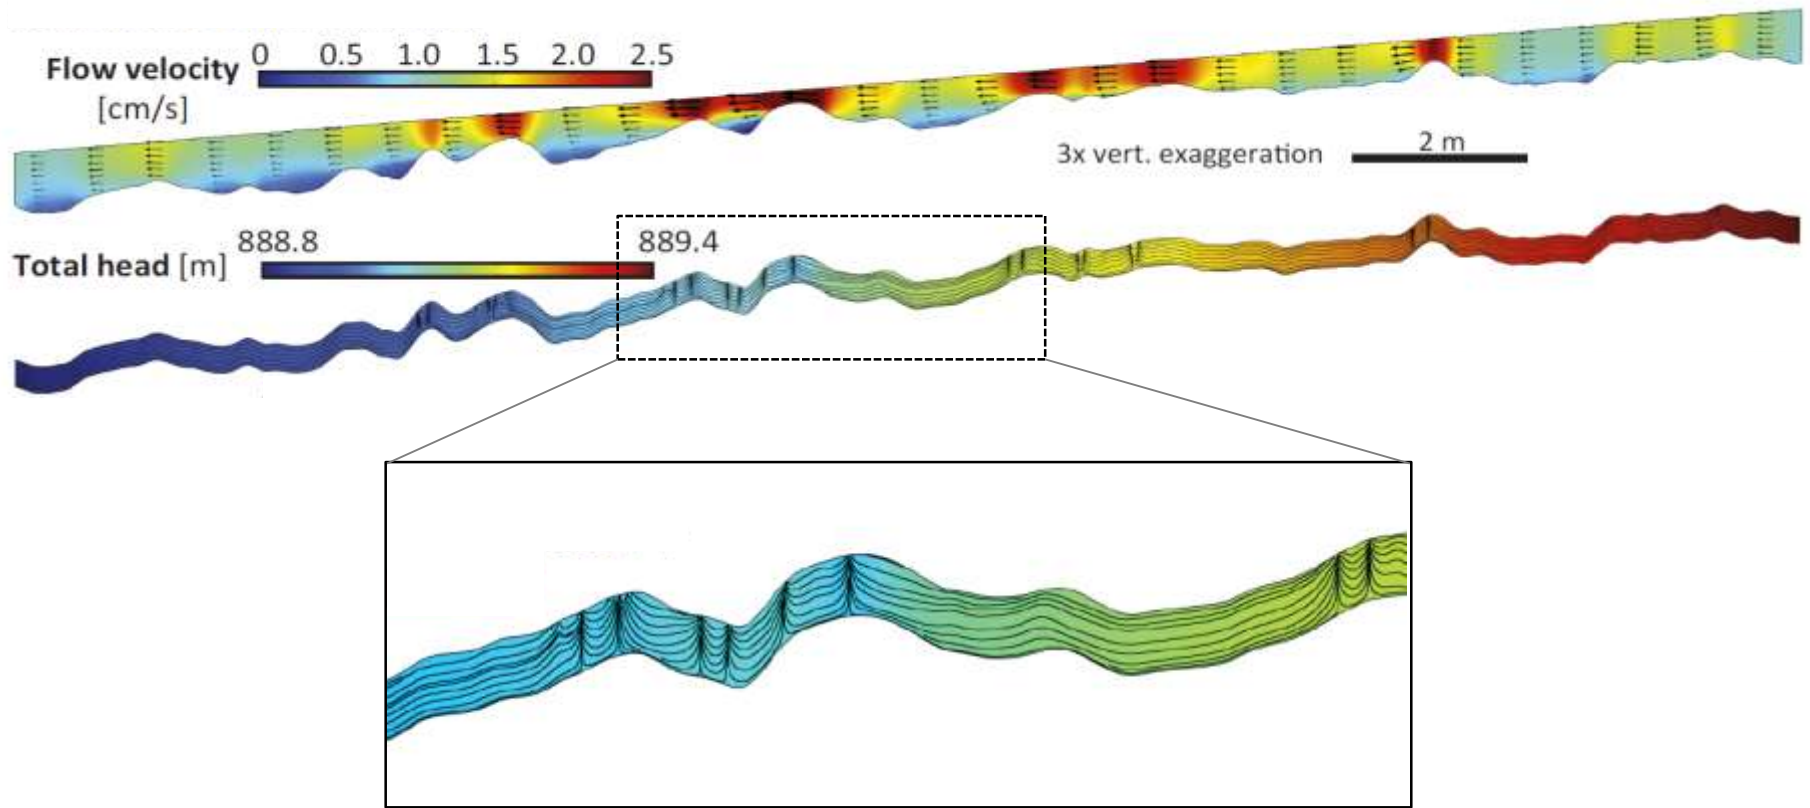 0 0.5 1.0 1.5 2.0 2.5
Flow velocity
[cm/s]
3x vert. exaggeration
2 m
888.8 889.4
Total head [m]